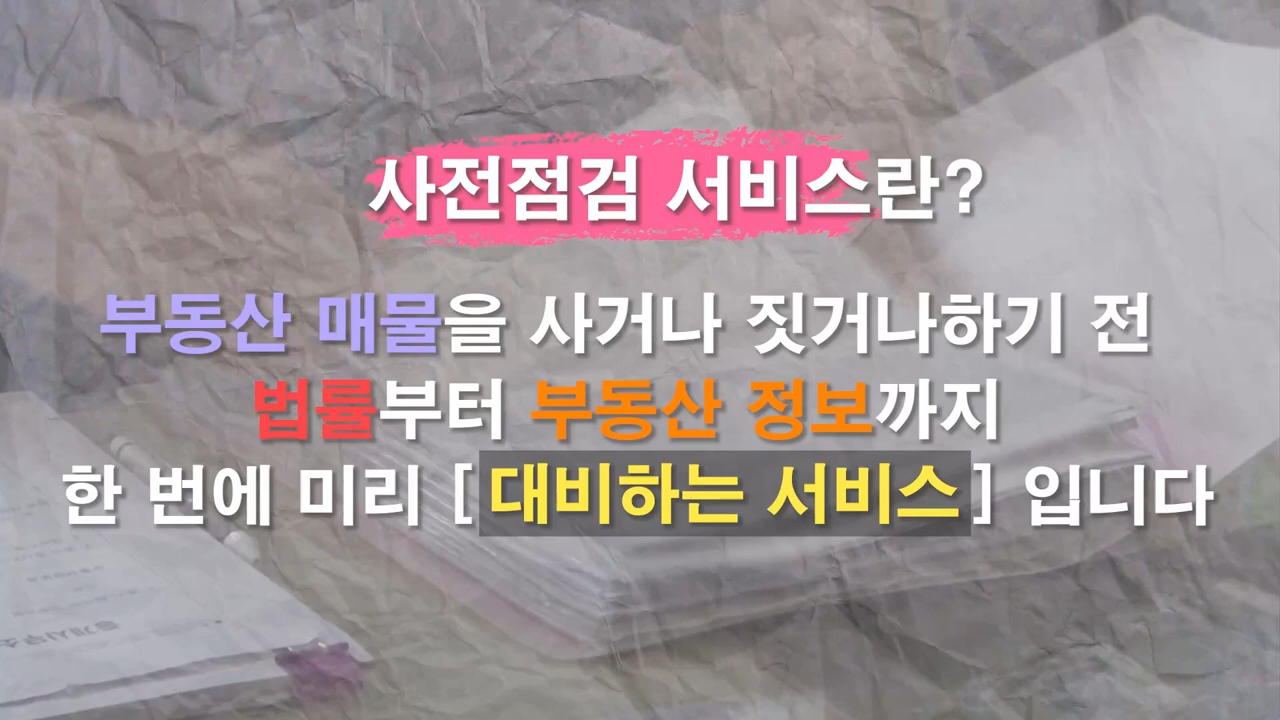 사전점검 서비스란?
부동산 매물을 사거나 짓거나하기 전
법률부터 부동산 정보까지
한 번에 미리 [대비하는 서비스] 입니다